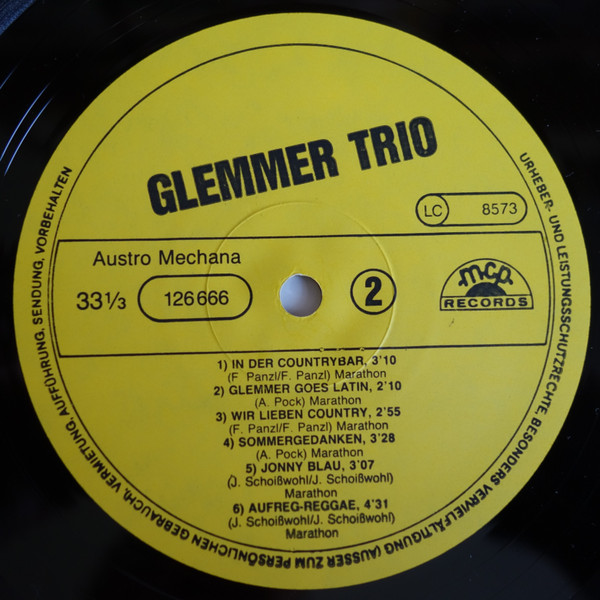 GLEMMER TRIO
LC 8573
Austro Mechana
33 1/3
126 666
2
m.c.p.
RECORDS
1) IN DER COUNTRYBAR, 3'10
(F. Panzl/F. Panzl) Marathon
2) GLEMMER GOES LATIN, 2'10
(A. Pock) Marathon
3) WIR LIEBEN COUNTRY, 2'55
(F. Panzl/F. Panzl) Marathon
4) SOMMERGEDANKEN, 3'28
(A. Pock) Marathon
5) JONNY BLAU, 3'07
(J. Schoißwohl/J. Schoißwohl)
Marathon
6) AUFREG-REGGAE, 4'31
(J. Schoißwohl/J. Schoißwohl)
Marathon
URHEBER- UND LEISTUNGSSCHUTZRECHTE, BESONDERS VERVIELFÄLTIGUNG (AUSSER ZUM PERSÖNLICHEN GEBRAUCH), VERMIETUNG, AUFFÜHRUNG, SENDUNG, VORBEHALTEN